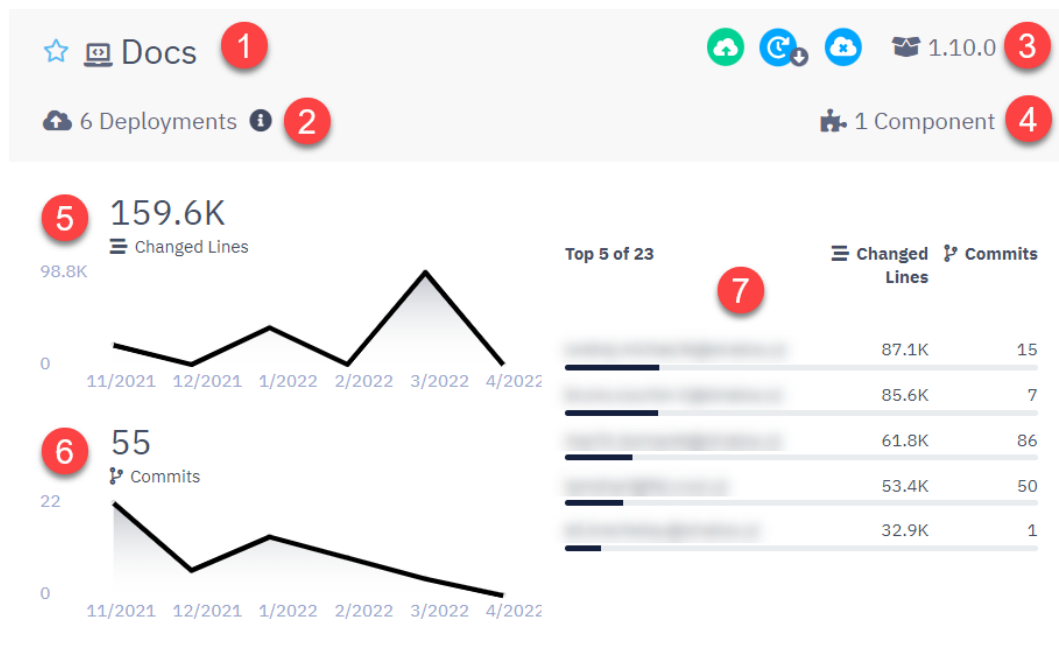 Docs 1
1.10.0 3
6 Deployments 2
1 Component 4
5 159.6K
Changed Lines
98.8K
0
11/2021 12/2021 1/2022 2/2022 3/2022 4/2022
6 55
Commits
22
0
11/2021 12/2021 1/2022 2/2022 3/2022 4/2022
Top 5 of 23 Changed Lines Commits
7
87.1K 15
85.6K 7
61.8K 86
53.4K 50
32.9K 1